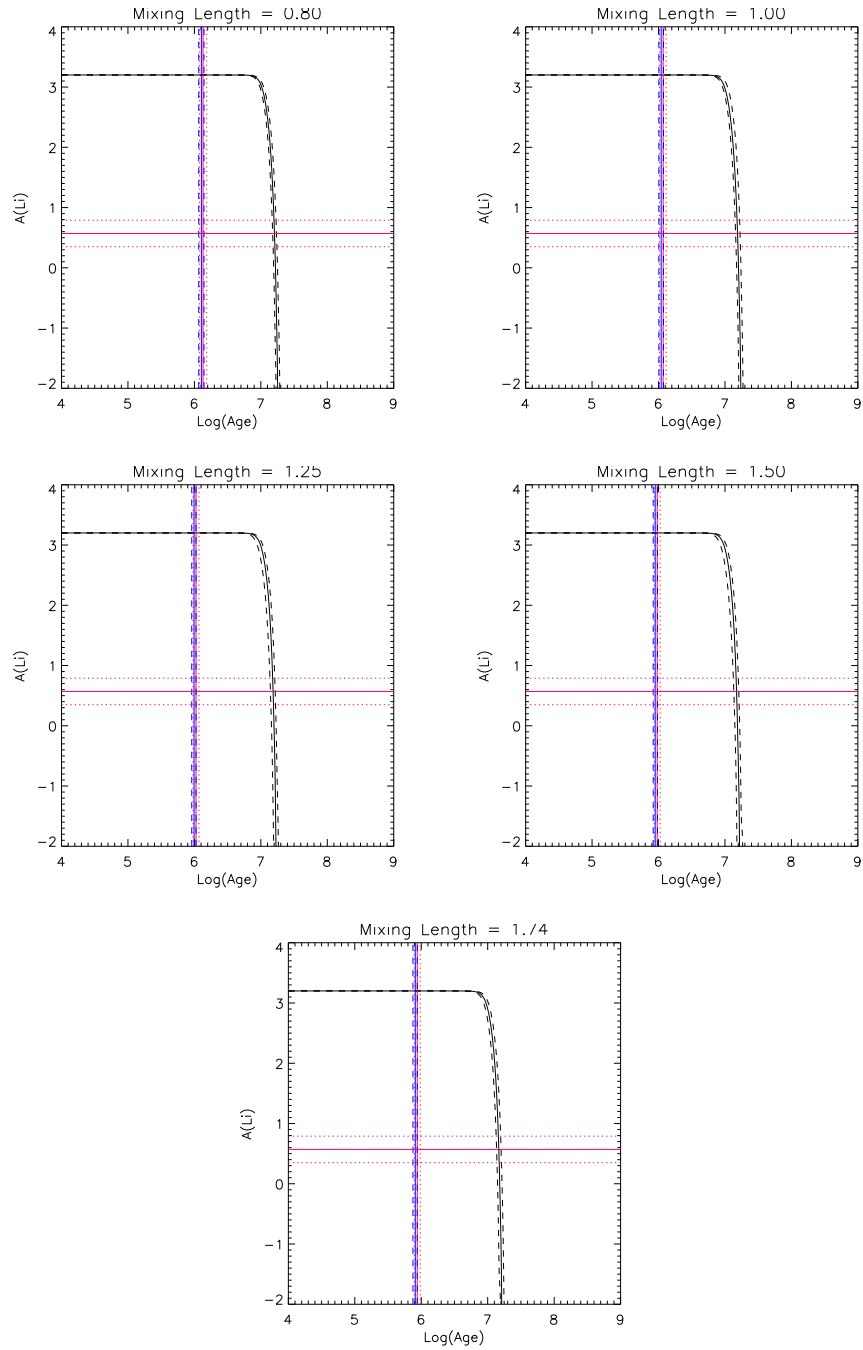 Mixing Length = 0.80
4
3
2
1
0
−1
−2
A(Li)
4 5 6 7 8 9
Log(Age)
Mixing Length = 1.00
4
3
2
1
0
−1
−2
A(Li)
4 5 6 7 8 9
Log(Age)
Mixing Length = 1.25
4
3
2
1
0
−1
−2
A(Li)
4 5 6 7 8 9
Log(Age)
Mixing Length = 1.50
4
3
2
1
0
−1
−2
A(Li)
4 5 6 7 8 9
Log(Age)
Mixing Length = 1.74
4
3
2
1
0
−1
−2
A(Li)
4 5 6 7 8 9
Log(Age)